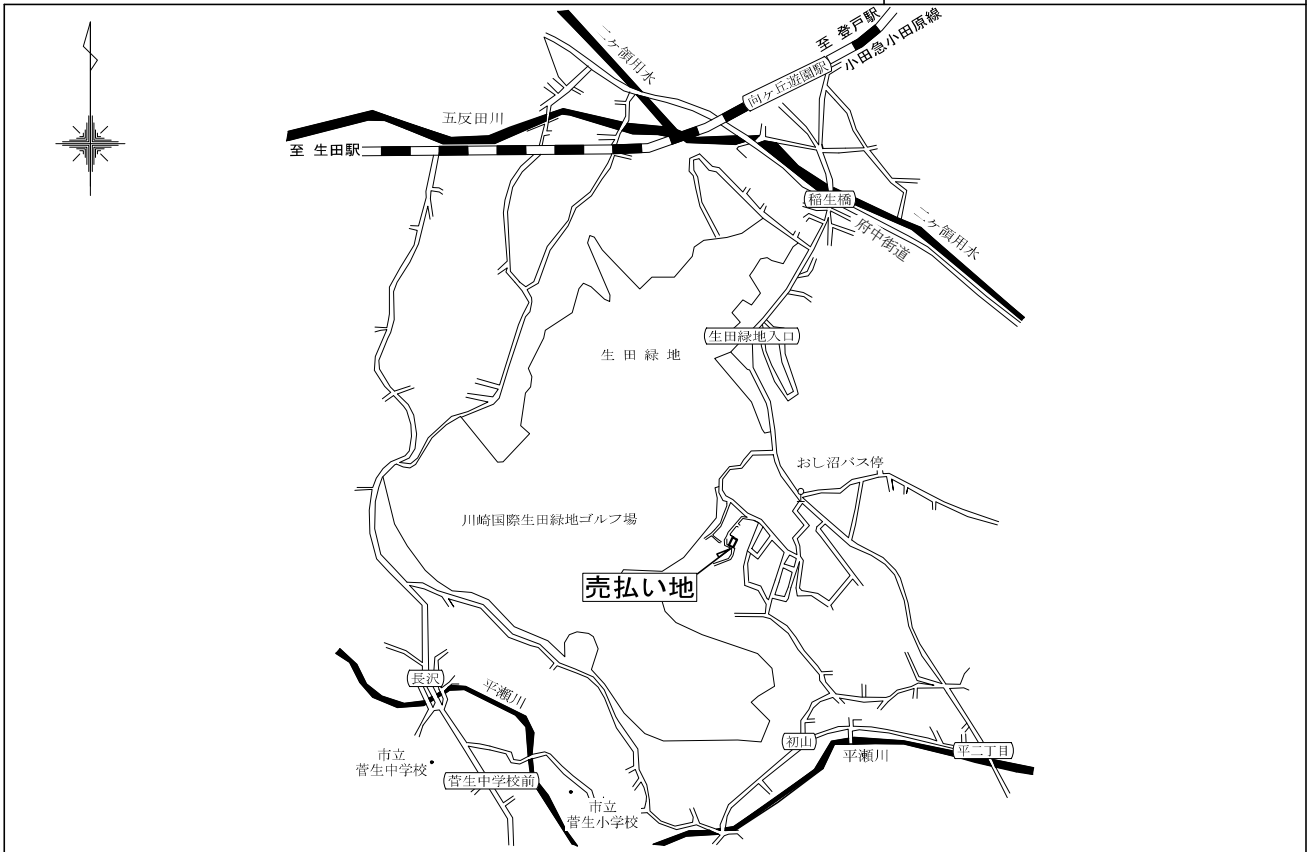 至 登戸駅
小田急小田原線
二ヶ領用水
向ヶ丘遊園駅
五反田川
至 生田駅
稲生橋
府中街道
二ヶ領用水
生田緑地入口
生田緑地
おし沼バス停
川崎国際生田緑地ゴルフ場
売払い地
長沢
平瀬川
初山
平二丁目
平瀬川
市立
菅生中学校
菅生中学校前
市立
菅生小学校